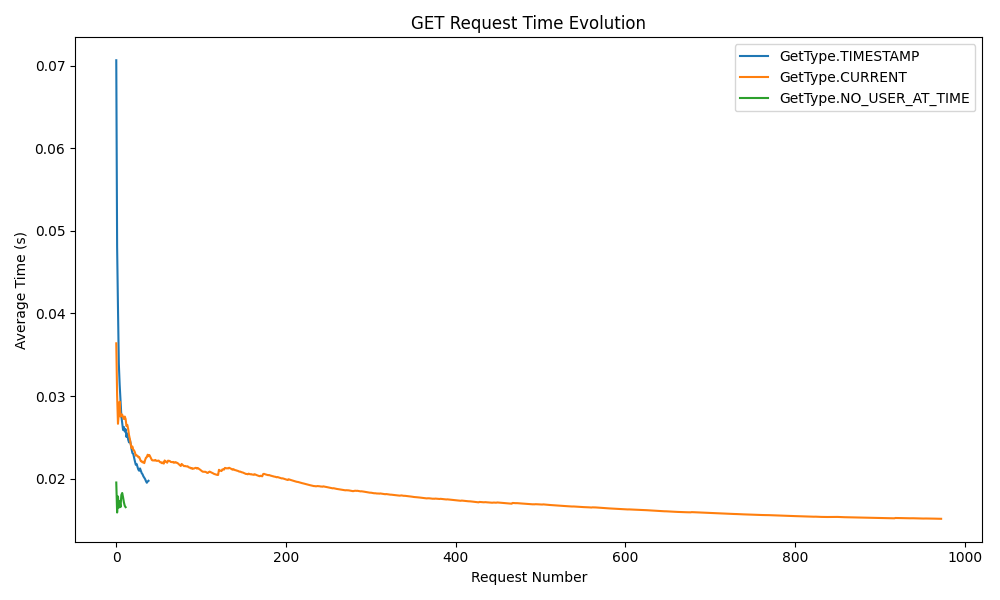 GET Request Time Evolution
GetType.TIMESTAMP
GetType.CURRENT
GetType.NO_USER_AT_TIME
Average Time (s)
0.07
0.06
0.05
0.04
0.03
0.02
0 200 400 600 800 1000
Request Number